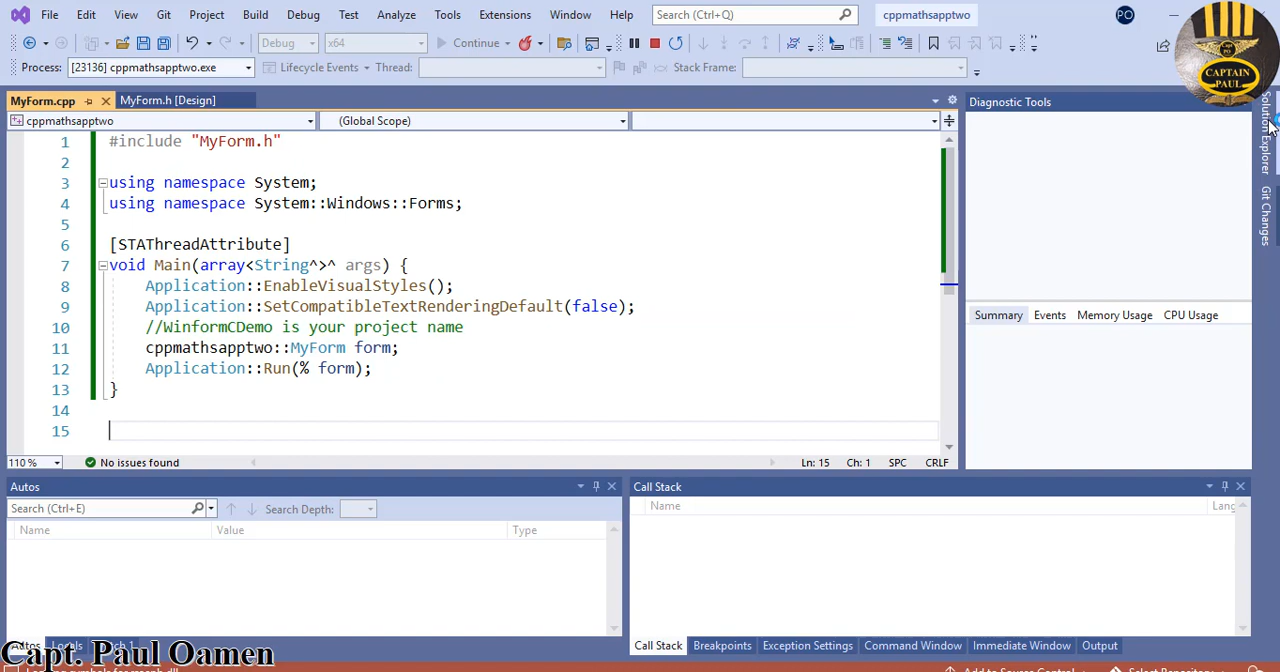 File Edit View Git Project Build Debug Test Analyze Tools Extensions Window Help Search (Ctrl+Q) cppmathsapptwo PO
Debug x64 Continue
Process: [23136] cppmathsapptwo.exe Lifecycle Events Thread: Stack Frame:
CAPTAIN
PAUL
MyForm.cpp MyForm.h [Design] Diagnostic Tools
cppmathsapptwo (Global Scope)
1 #include "MyForm.h"
2
3 using namespace System;
4 using namespace System::Windows::Forms;
5
6 [STAThreadAttribute]
7 void Main(array<String^>^ args) {
8 Application::EnableVisualStyles();
9 Application::SetCompatibleTextRenderingDefault(false);
10 //WinformCDemo is your project name
11 cppmathsapptwo::MyForm form;
12 Application::Run(% form);
13 }
14
15
Summary Events Memory Usage CPU Usage
Solution Explorer
Git Changes
110 % No issues found Ln: 15 Ch: 1 SPC CRLF
Autos
Search (Ctrl+E) Search Depth:
Name Value Type
Call Stack
Name Lang
Call Stack Breakpoints Exception Settings Command Window Immediate Window Output
Capt. Paul Oamen